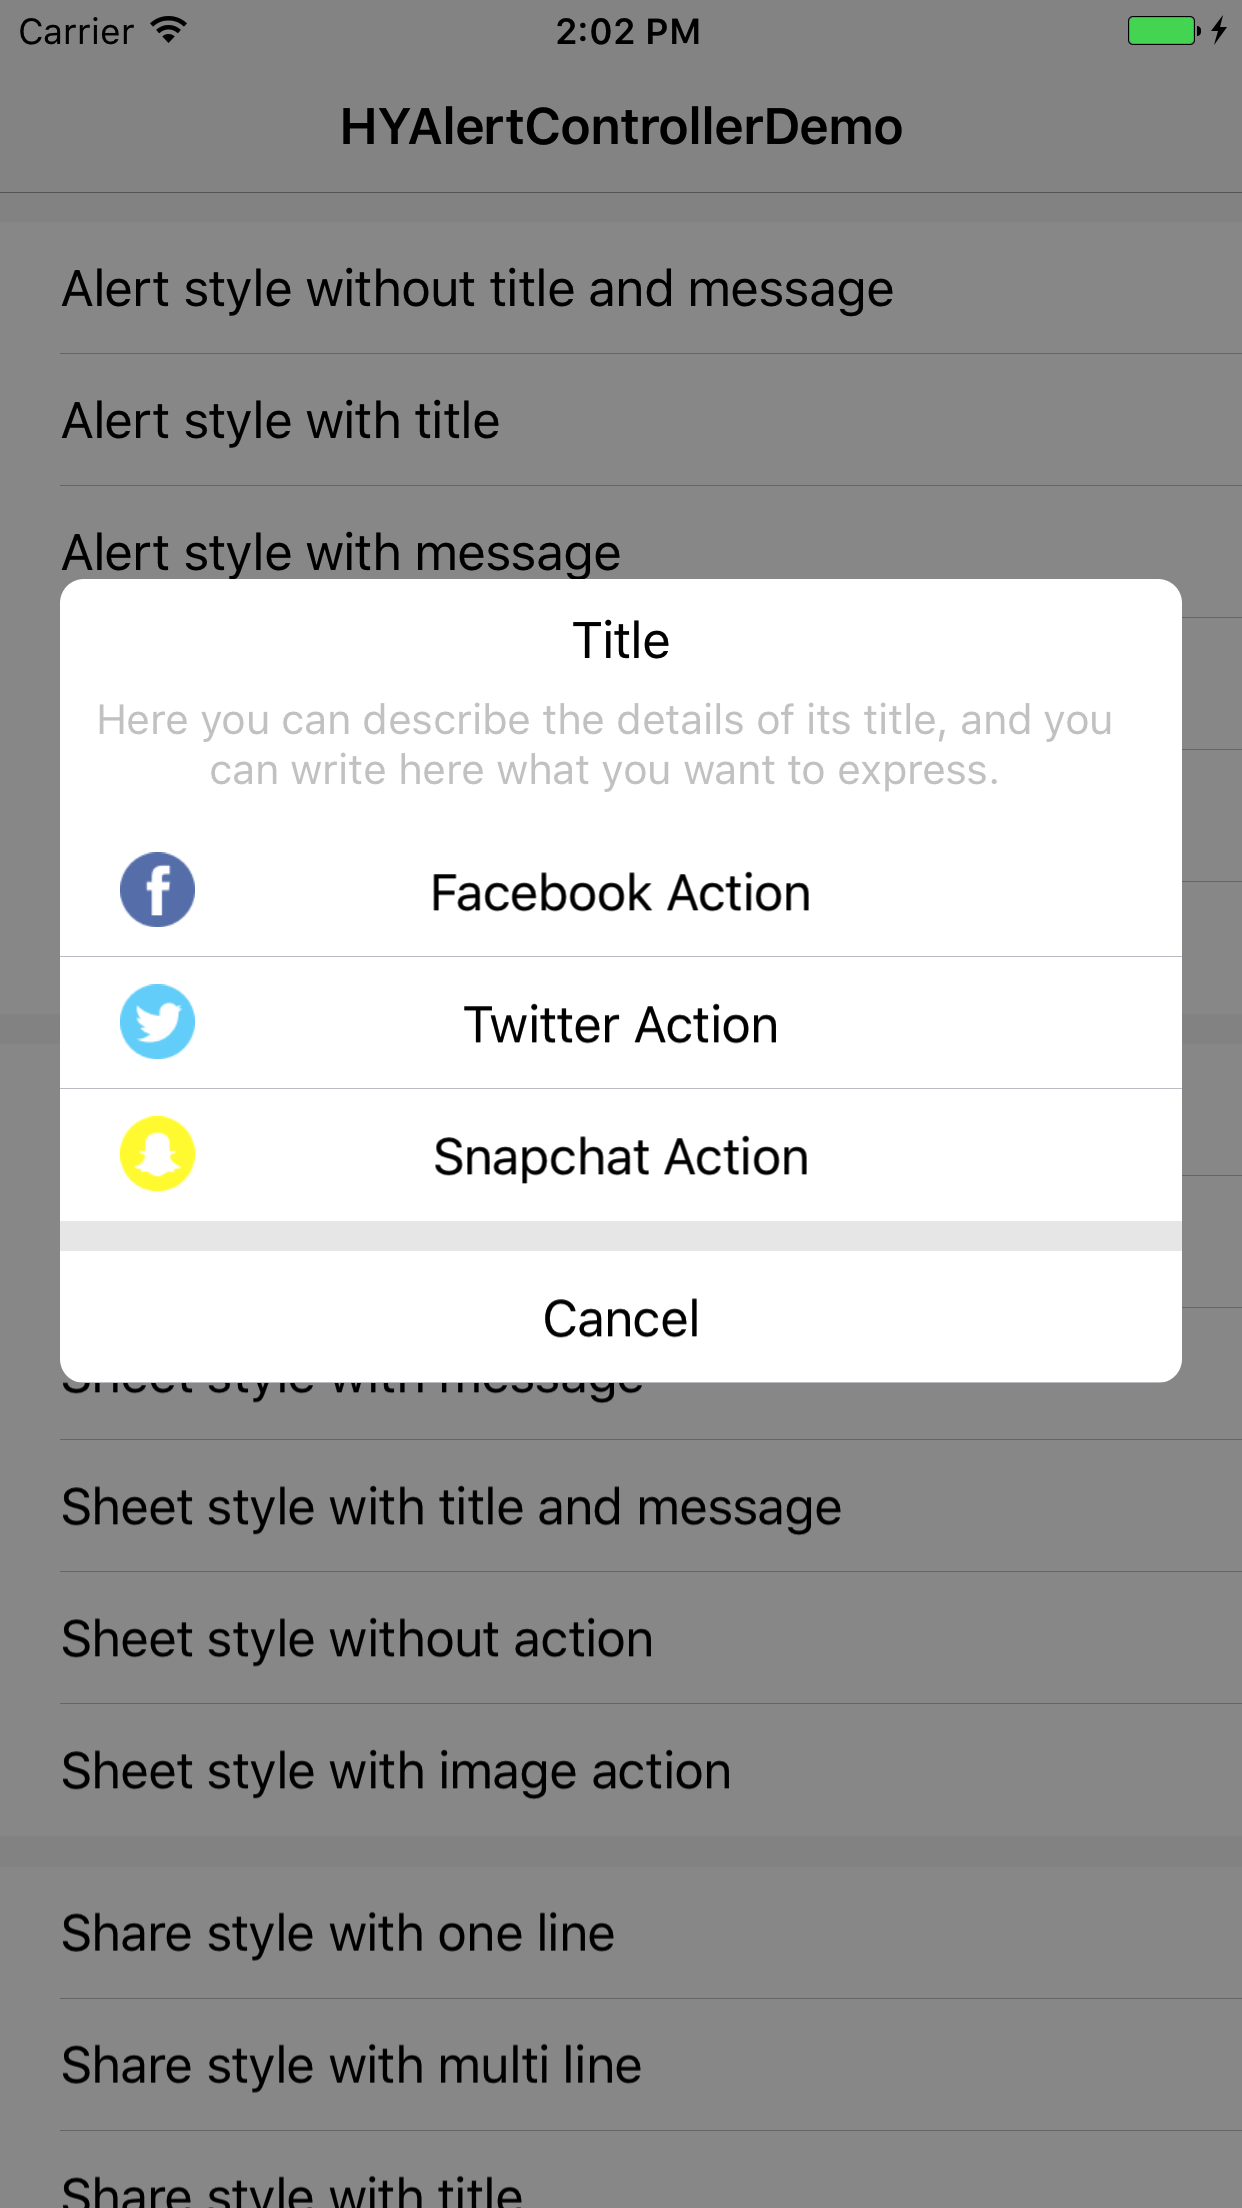 Carrier 2:02 PM
HYAlertControllerDemo
Alert style without title and message
Alert style with title
Alert style with message
Title
Here you can describe the details of its title, and you
can write here what you want to express.
Facebook Action
Twitter Action
Snapchat Action
Cancel
Sheet style with message
Sheet style with title and message
Sheet style without action
Sheet style with image action
Share style with one line
Share style with multi line
Share style with title